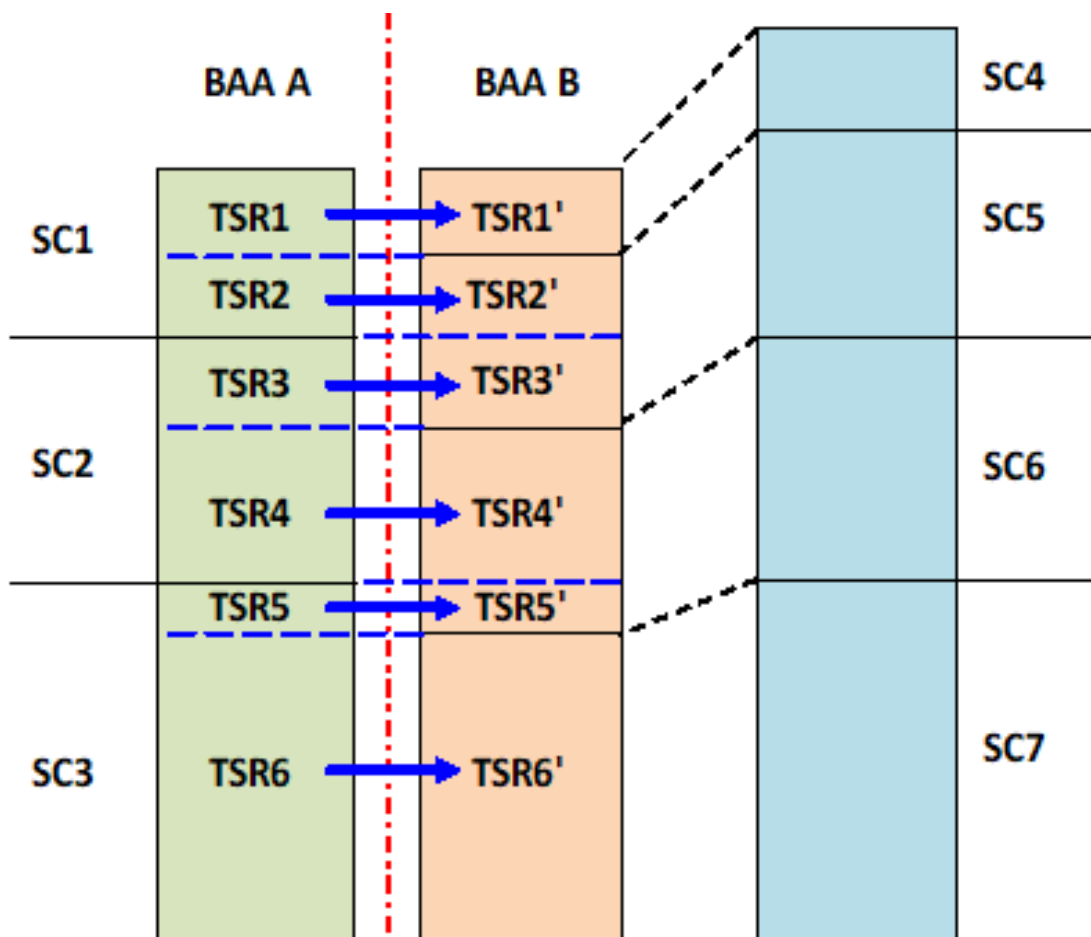 BAA A
BAA B
SC4
TSR1
TSR1'
SC5
SC1
TSR2
TSR2'
TSR3
TSR3'
SC2
SC6
TSR4
TSR4'
TSR5
TSR5'
SC3
TSR6
TSR6'
SC7